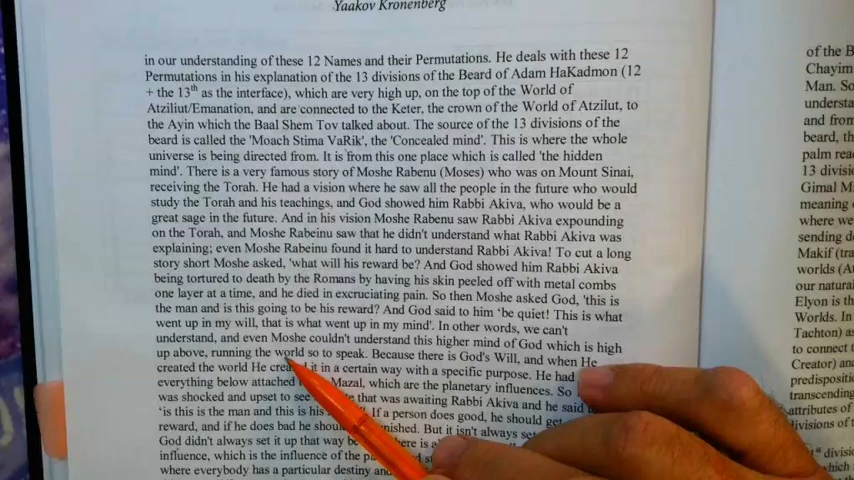 Yaakov Kronenberg
in our understanding of these 12 Names and their Permutations. He deals with these 12
Permutations in his explanation of the 13 divisions of the Beard of Adam HaKadmon (12
+ the 13th as the interface), which are very high up, on the top of the World of
Atziliut/Emanation, and are connected to the Keter, the crown of the World of Atzilut, to
the Ayin which the Baal Shem Tov talked about. The source of the 13 divisions of the
beard is called the 'Moach Stima VaRik', the 'Concealed mind'. This is where the whole
universe is being directed from. It is from this one place which is called 'the hidden
mind'. There is a very famous story of Moshe Rabenu (Moses) who was on Mount Sinai,
receiving the Torah. He had a vision where he saw all the people in the future who would
study the Torah and his teachings, and God showed him Rabbi Akiva, who would be a
great sage in the future. And in his vision Moshe Rabenu saw Rabbi Akiva expounding
on the Torah, and Moshe Rabeinu saw that he didn't understand what Rabbi Akiva was
explaining; even Moshe Rabeinu found it hard to understand Rabbi Akiva! To cut a long
story short Moshe asked, 'what will his reward be? And God showed him Rabbi Akiva
being tortured to death by the Romans by having his skin peeled off with metal combs
one layer at a time, and he died in excruciating pain. So then Moshe asked God, 'this is
the man and this is going to be his reward? And God said to him 'be quiet! This is what
went up in my will, that is what went up in my mind'. In other words, we can't
understand, and even Moshe couldn't understand this higher mind of God which is high
up above, running the world so to speak. Because there is God's Will, and when He
created the world He created it in a certain way with a specific purpose. He had
everything below attached Mazal, which are the planetary influences. So
was shocked and upset to see that was awaiting Rabbi Akiva and he said
'is this is the man and this is his If a person does good, he should get
reward, and if he does bad he should But it isn't always
God didn't always set it up that way there is
influence, which is the influence of the
where everybody has a particular destiny and
of the B
Chayim
Man. So
understa
and from
beard, th
palm rea
13 divisi
Gimal M
meaning
where we
sending d
Makif (tra
worlds (A
our natura
Elyon is th
Worlds. In
Tachton) as
to connect
Creator) and
predispositi
transcending
attributes of
divisions of
divisi
which